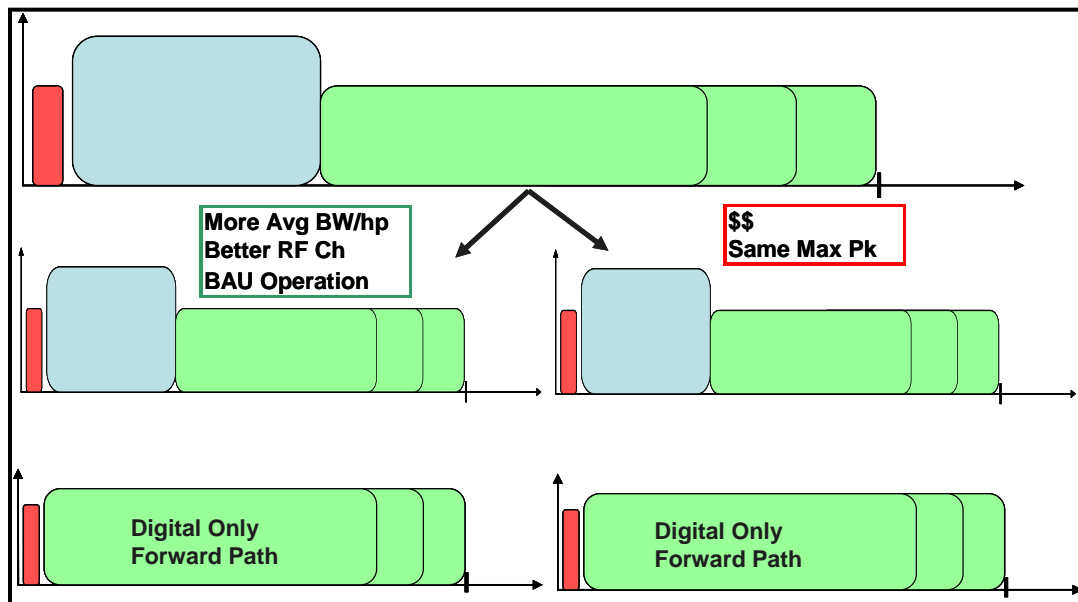 More Avg BW/hp
Better RF Ch
BAU Operation
$$
Same Max Pk
Digital Only
Forward Path
Digital Only
Forward Path